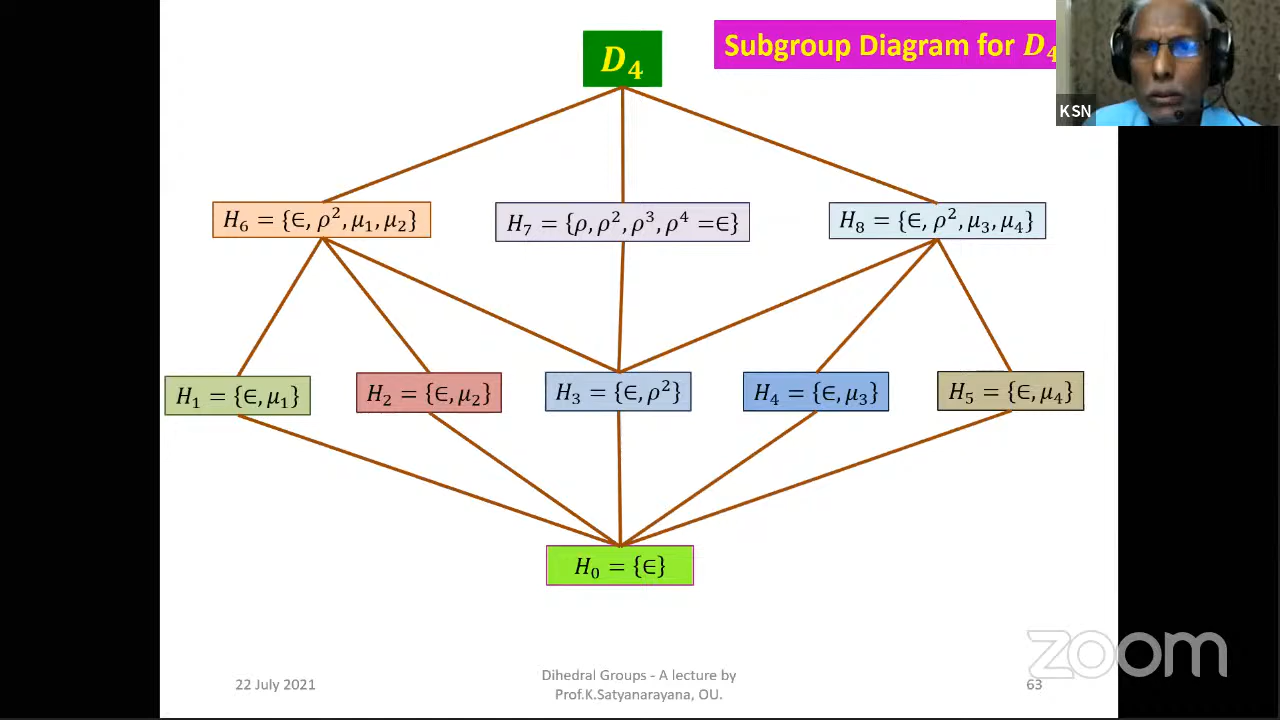 Subgroup Diagram for D₄
D₄
KSN
H₆ = {∈, ρ², μ₁, μ₂}
H₇ = {ρ, ρ², ρ³, ρ⁴ =∈}
H₈ = {∈, ρ², μ₃, μ₄}
H₁ = {∈, μ₁}
H₂ = {∈, μ₂}
H₃ = {∈, ρ²}
H₄ = {∈, μ₃}
H₅ = {∈, μ₄}
H₀ = {∈}
zoom
22 July 2021
Dihedral Groups - A lecture by
Prof.K.Satyanarayana, OU.
63